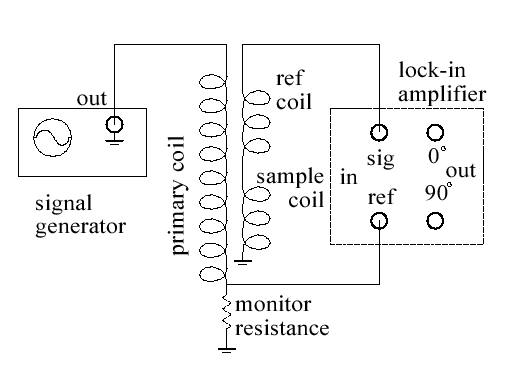 out
signal
generator
primary coil
ref
coil
sample
coil
lock-in
amplifier
in
sig
ref
0°
out
90°
monitor
resistance